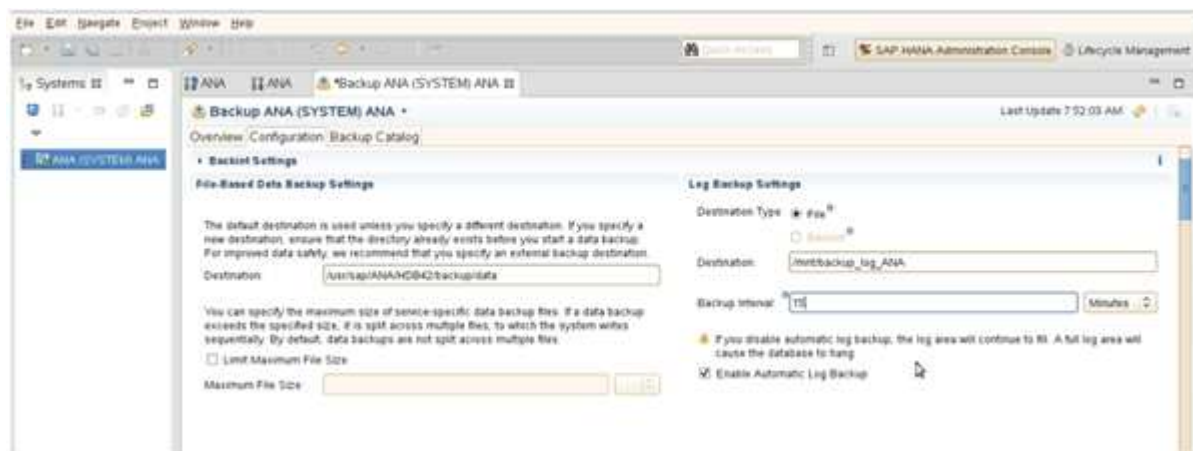 File Edit Navigate Project Window Help
Quick Access
SAP HANA Administration Console
Lifecycle Management
Systems
ANA
ANA
*Backup ANA (SYSTEM) ANA
ANA (SYSTEM) ANA
Backup ANA (SYSTEM) ANA
Last Update 7:52:03 AM
Overview Configuration Backup Catalog
Backint Settings
File-Based Data Backup Settings
The default destination is used unless you specify a different destination. If you specify a
new destination, ensure that the directory already exists before you start a data backup.
For improved data safety, we recommend that you specify an external backup destination.
Destination: /usr/sap/ANA/HDB42/backup/data
You can specify the maximum size of service-specific data backup files. If a data backup
exceeds the specified size, it is split across multiple files, to which the system writes
sequentially. By default, data backups are not split across multiple files.
Limit Maximum File Size
Maximum File Size
Log Backup Settings
Destination Type File
Backint
Destination: /mnt/backup_log_ANA
Backup Interval: 15 Minutes
If you disable automatic log backup, the log area will continue to fill. A full log area will
cause the database to hang
Enable Automatic Log Backup